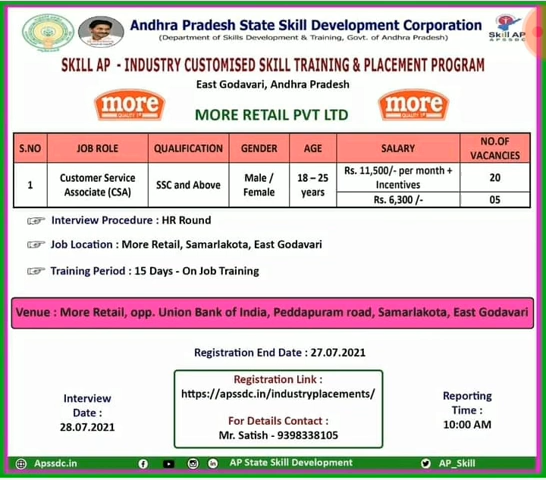 Andhra Pradesh State Skill Development Corporation
(Department of Skills Development & Training, Govt. of Andhra Pradesh)
Skill AP
APSSDC
SKILL AP - INDUSTRY CUSTOMISED SKILL TRAINING & PLACEMENT PROGRAM
East Godavari, Andhra Pradesh
more
QUALITY 1st
MORE RETAIL PVT LTD
more
QUALITY 1st
S.NO JOB ROLE QUALIFICATION GENDER AGE SALARY NO.OF VACANCIES
1 Customer Service Associate (CSA) SSC and Above Male / Female 18 – 25 years Rs. 11,500/- per month + Incentives 20
Rs. 6,300 /- 05
Interview Procedure : HR Round
Job Location : More Retail, Samarlakota, East Godavari
Training Period : 15 Days - On Job Training
Venue : More Retail, opp. Union Bank of India, Peddapuram road, Samarlakota, East Godavari
Registration End Date : 27.07.2021
Interview
Date :
28.07.2021
Registration Link :
https://apssdc.in/industryplacements/
For Details Contact :
Mr. Satish - 9398338105
Reporting
Time :
10:00 AM
Apssdc.in
AP State Skill Development
AP_Skill